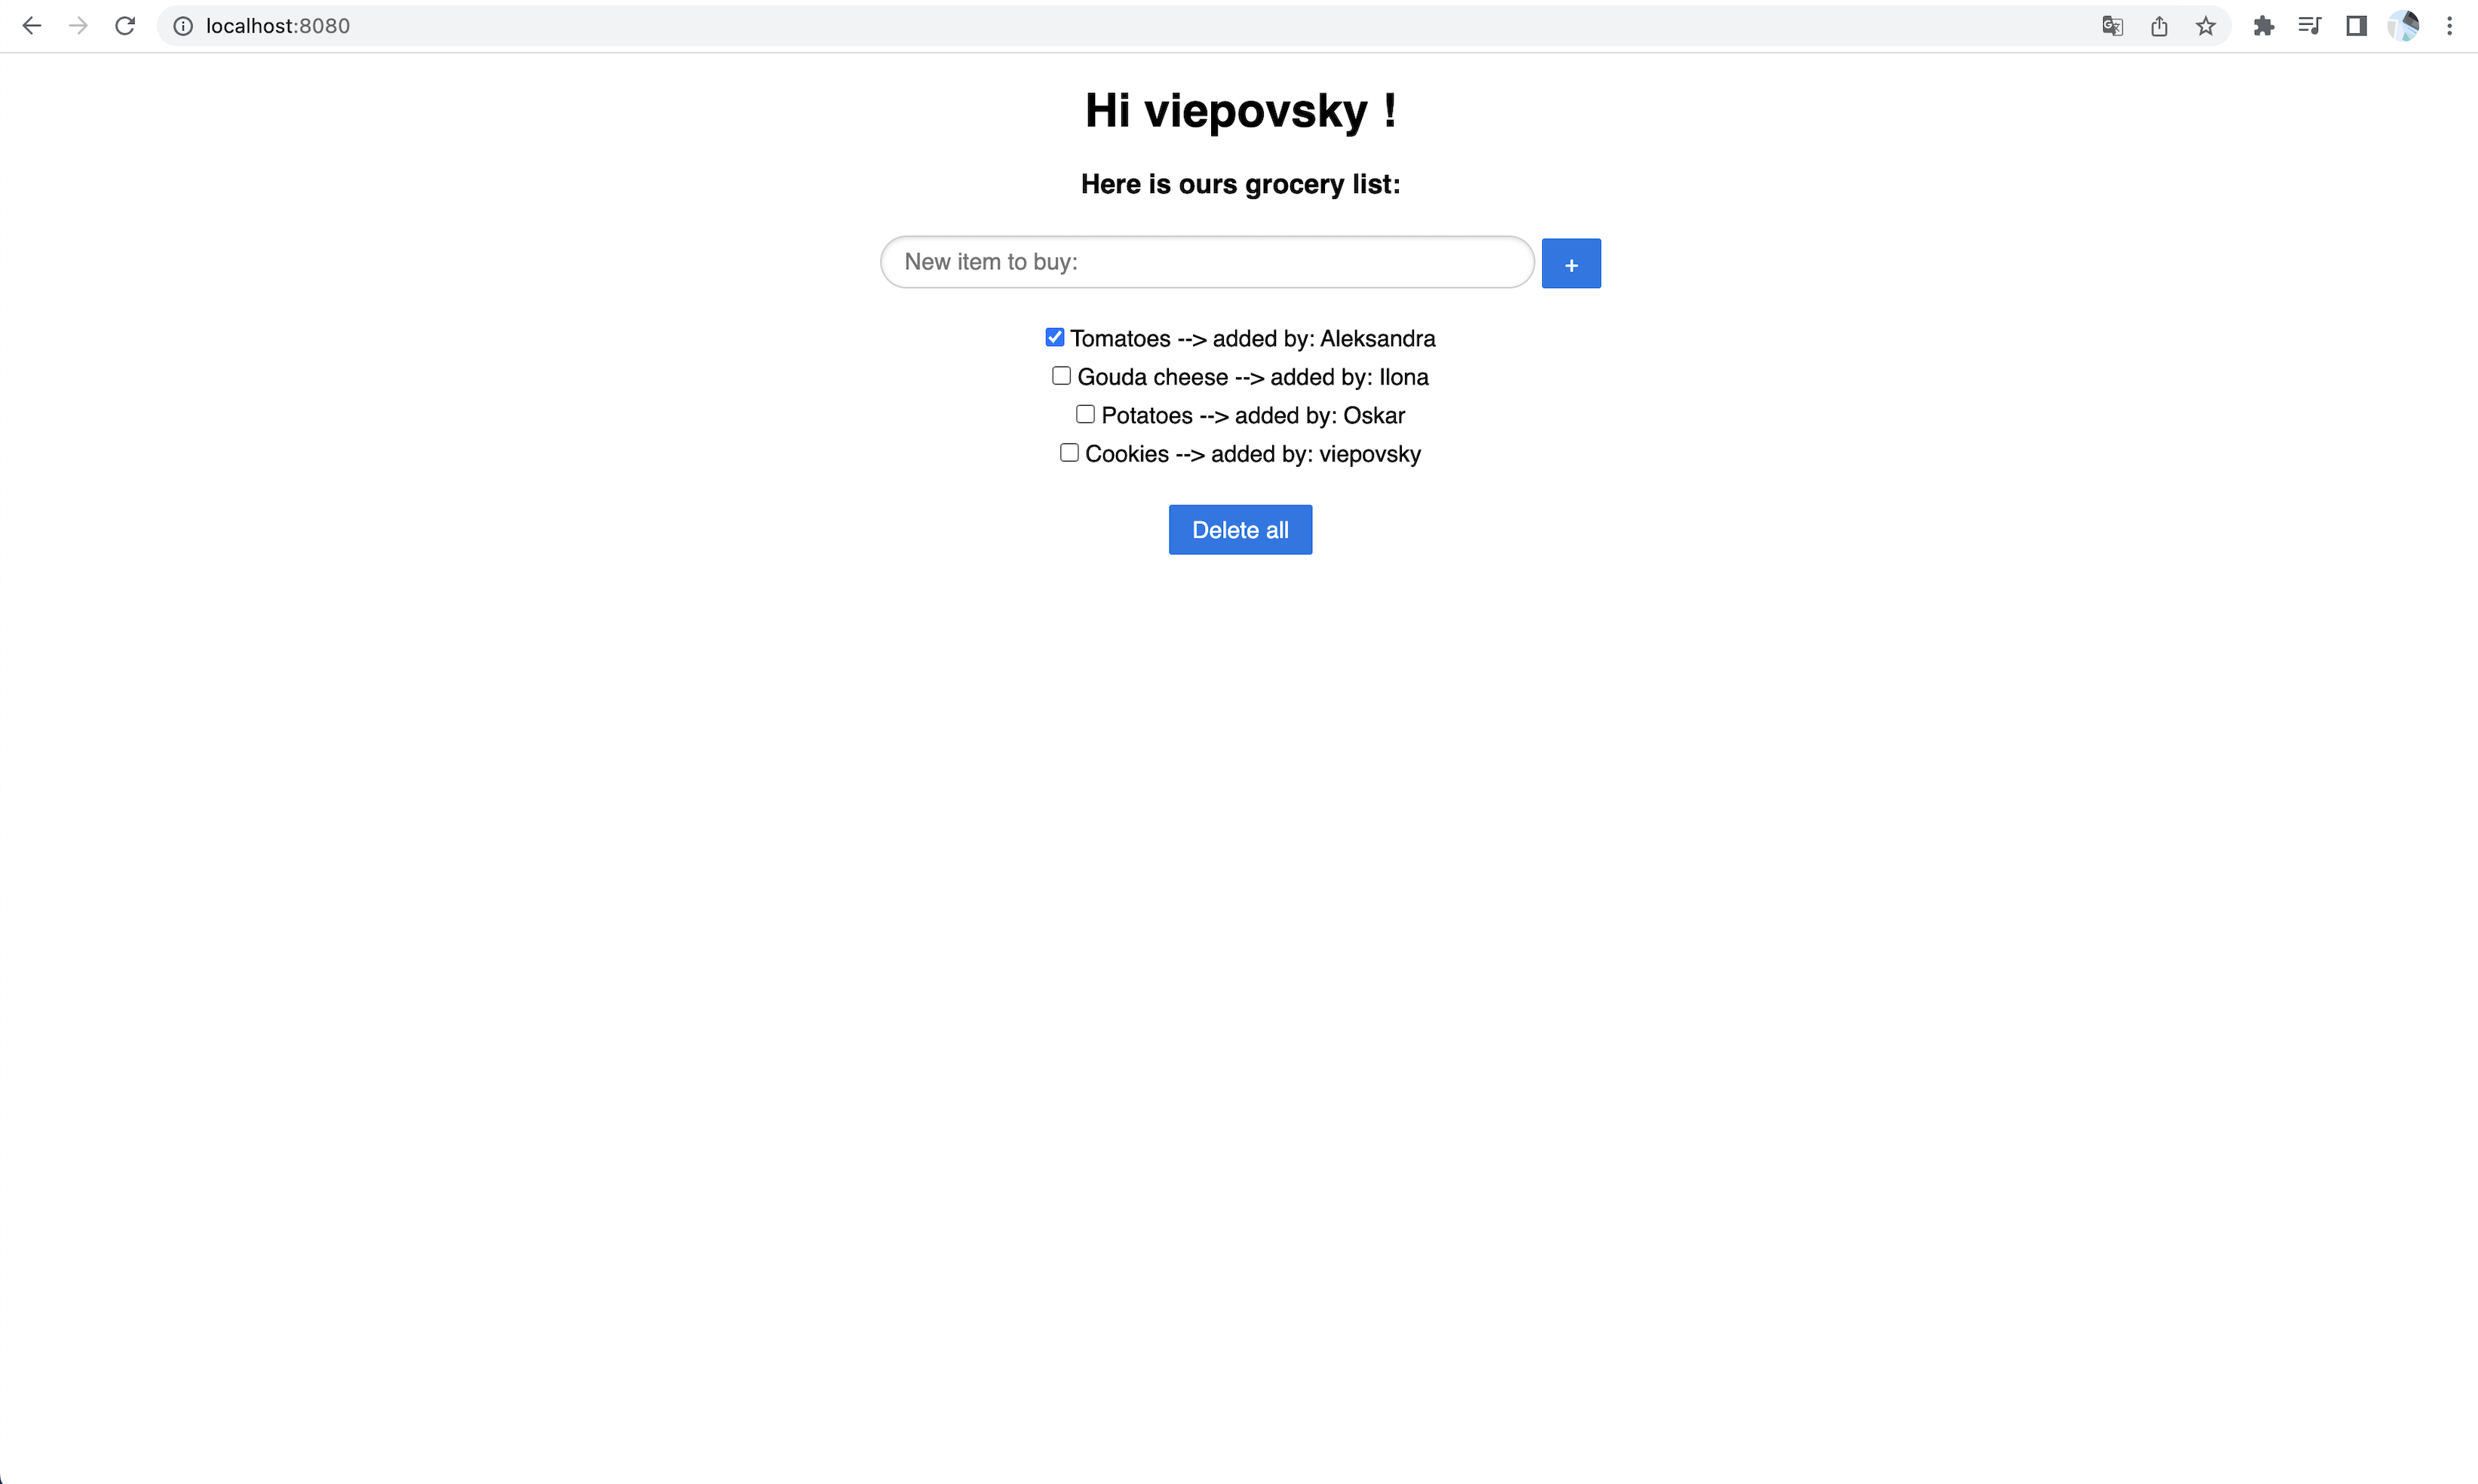 localhost:8080
Hi viepovsky !
Here is ours grocery list:
New item to buy:
+
Tomatoes --> added by: Aleksandra
Gouda cheese --> added by: Ilona
Potatoes --> added by: Oskar
Cookies --> added by: viepovsky
Delete all